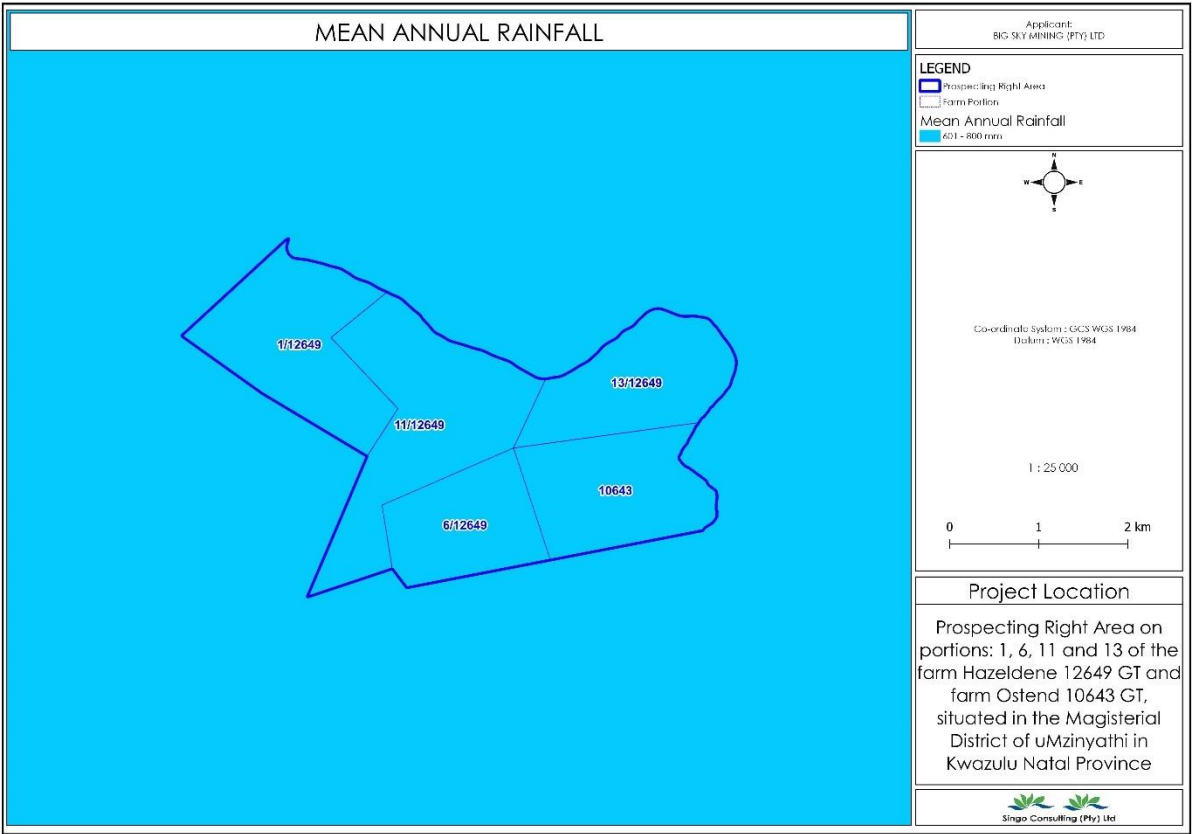 MEAN ANNUAL RAINFALL
1/12649
11/12649
13/12649
6/12649
10643
Applicant:
BIG SKY MINING (PTY) LTD
LEGEND
Prospecting Right Area
Farm Portion
Mean Annual Rainfall
601 - 800 mm
N
W E
S
Co-ordinate System : GCS WGS 1984
Datum : WGS 1984
1 : 25 000
0 1 2 km
Project Location
Prospecting Right Area on
portions: 1, 6, 11 and 13 of the
farm Hazeldene 12649 GT and
farm Ostend 10643 GT,
situated in the Magisterial
District of uMzinyathi in
Kwazulu Natal Province
Singo Consulting (Pty) Ltd